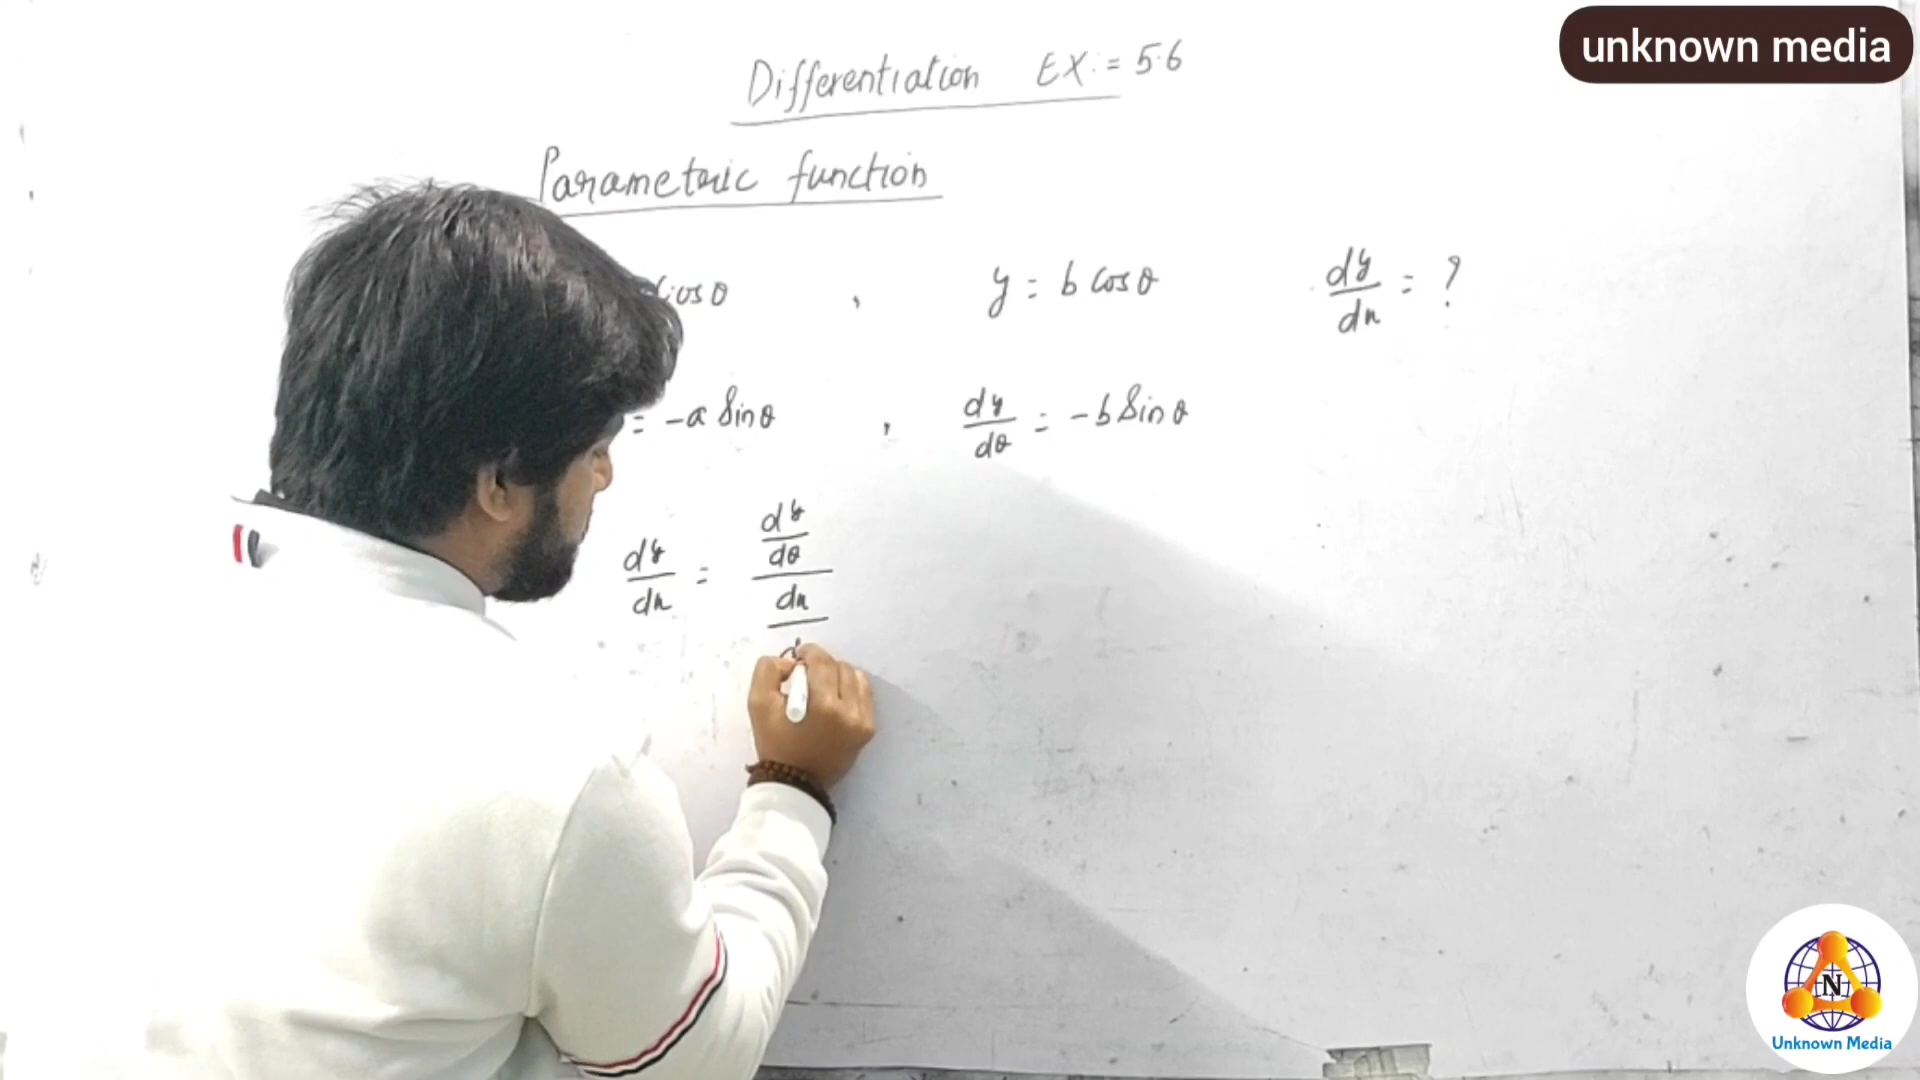 unknown media
Differentiation EX:= 5.6
Parametric function
cosθ , y = b cosθ dy/dx = ?
= -a Sinθ , dy/dθ = -b Sinθ
dy/dx = dy/dθ / dx/d
N
Unknown Media